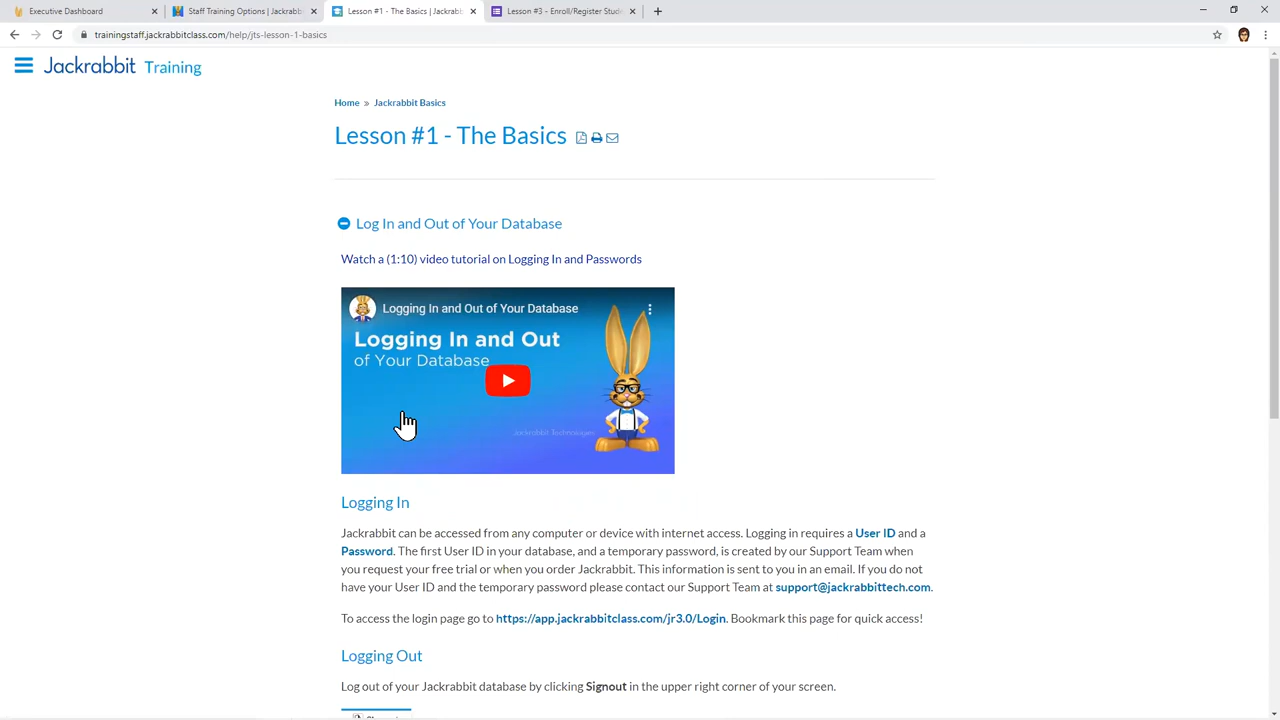 Executive Dashboard
Staff Training Options | Jackrabb
Lesson #1 - The Basics | Jackrabb
Lesson #3 – Enroll/Register Stude
trainingstaff.jackrabbitclass.com/help/jts-lesson-1-basics
Jackrabbit Training
Home » Jackrabbit Basics
Lesson #1 - The Basics
Log In and Out of Your Database
Watch a (1:10) video tutorial on Logging In and Passwords
Logging In and Out of Your Database
Logging In and Out
of Your Database
Jackrabbit Technologies
Logging In
Jackrabbit can be accessed from any computer or device with internet access. Logging in requires a User ID and a
Password. The first User ID in your database, and a temporary password, is created by our Support Team when
you request your free trial or when you order Jackrabbit. This information is sent to you in an email. If you do not
have your User ID and the temporary password please contact our Support Team at support@jackrabbittech.com.
To access the login page go to https://app.jackrabbitclass.com/jr3.0/Login. Bookmark this page for quick access!
Logging Out
Log out of your Jackrabbit database by clicking Signout in the upper right corner of your screen.